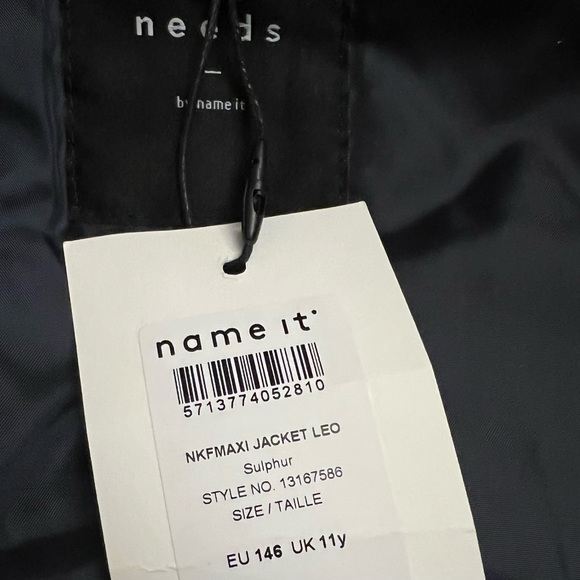 needs
by name it
name it
5713774052810
NKFMAXI JACKET LEO
Sulphur
STYLE NO. 13167586
SIZE / TAILLE
EU 146 UK 11y